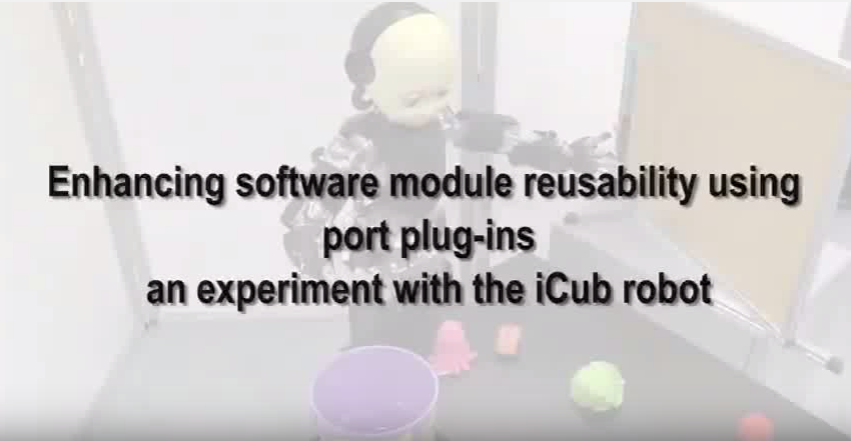 Enhancing software module reusability using
port plug-ins
an experiment with the iCub robot